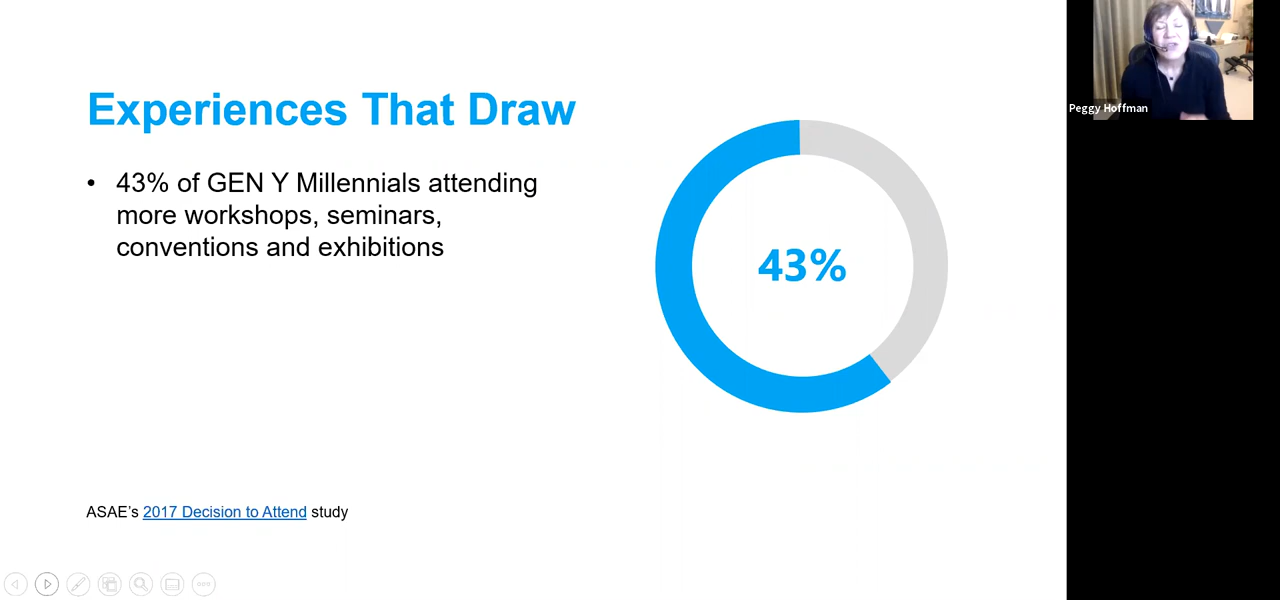 Experiences That Draw
• 43% of GEN Y Millennials attending
more workshops, seminars,
conventions and exhibitions
43%
ASAE’s 2017 Decision to Attend study
Peggy Hoffman